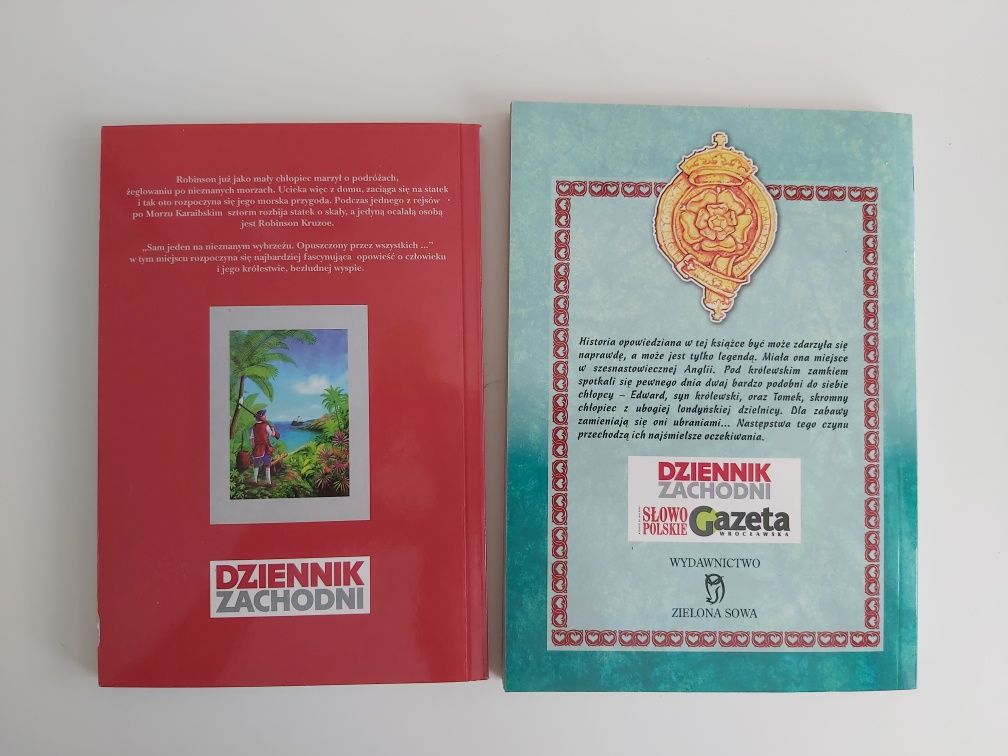 Robinson już jako mały chłopiec marzył o podróżach,
żeglowaniu po nieznanych morzach. Ucieka więc z domu, zaciąga się na statek
i tak oto rozpoczyna się jego morska przygoda. Podczas jednego z rejsów
po Morzu Karaibskim sztorm rozbija statek o skały, a jedyną ocalałą osobą
jest Robinson Kruzoe.
„Sam jeden na nieznanym wybrzeżu. Opuszczony przez wszystkich ...”
w tym miejscu rozpoczyna się najbardziej fascynująca opowieść o człowieku
i jego królestwie, bezludnej wyspie.
DZIENNIK
ZACHODNI
Historia opowiedziana w tej książce być może zdarzyła się
naprawdę, a może jest tylko legendą. Miała ona miejsce
w szesnastowiecznej Anglii. Pod królewskim zamkiem
spotkali się pewnego dnia dwaj bardzo podobni do siebie
chłopcy – Edward, syn królewski, oraz Tomek, skromny
chłopiec z ubogiej londyńskiej dzielnicy. Dla zabawy
zamieniają się oni ubraniami... Następstwa tego czynu
przechodzą ich najśmielsze oczekiwania.
DZIENNIK
ZACHODNI
SŁOWO
POLSKIE
Gazeta
WROCŁAWSKA
WYDAWNICTWO
ZIELONA SOWA